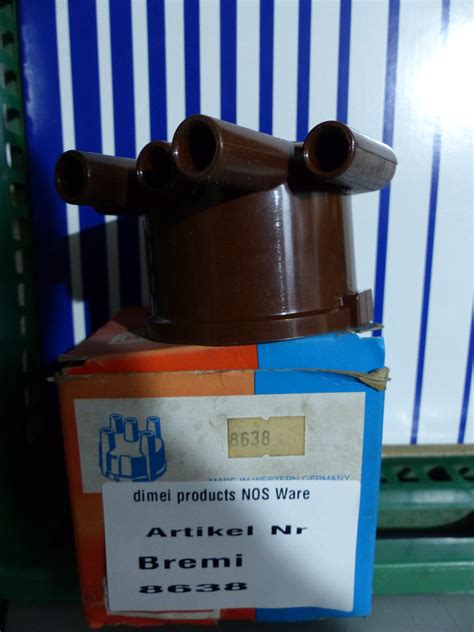 8638
MADE IN WESTERN GERMANY
dimei products NOS Ware
Artikel Nr
Bremi
8638